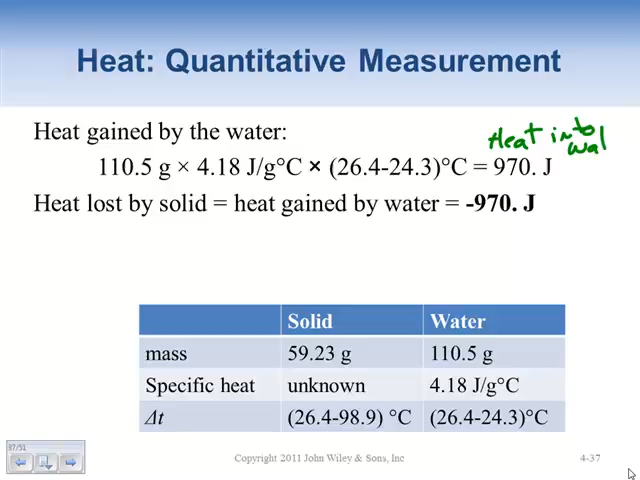 Heat: Quantitative Measurement
Heat gained by the water:
Heat into
wat
110.5 g × 4.18 J/g°C × (26.4-24.3)°C = 970. J
Heat lost by solid = heat gained by water = -970. J
Solid Water
mass 59.23 g 110.5 g
Specific heat unknown 4.18 J/g°C
Δt (26.4-98.9) °C (26.4-24.3)°C
37/51
Copyright 2011 John Wiley & Sons, Inc 4-37